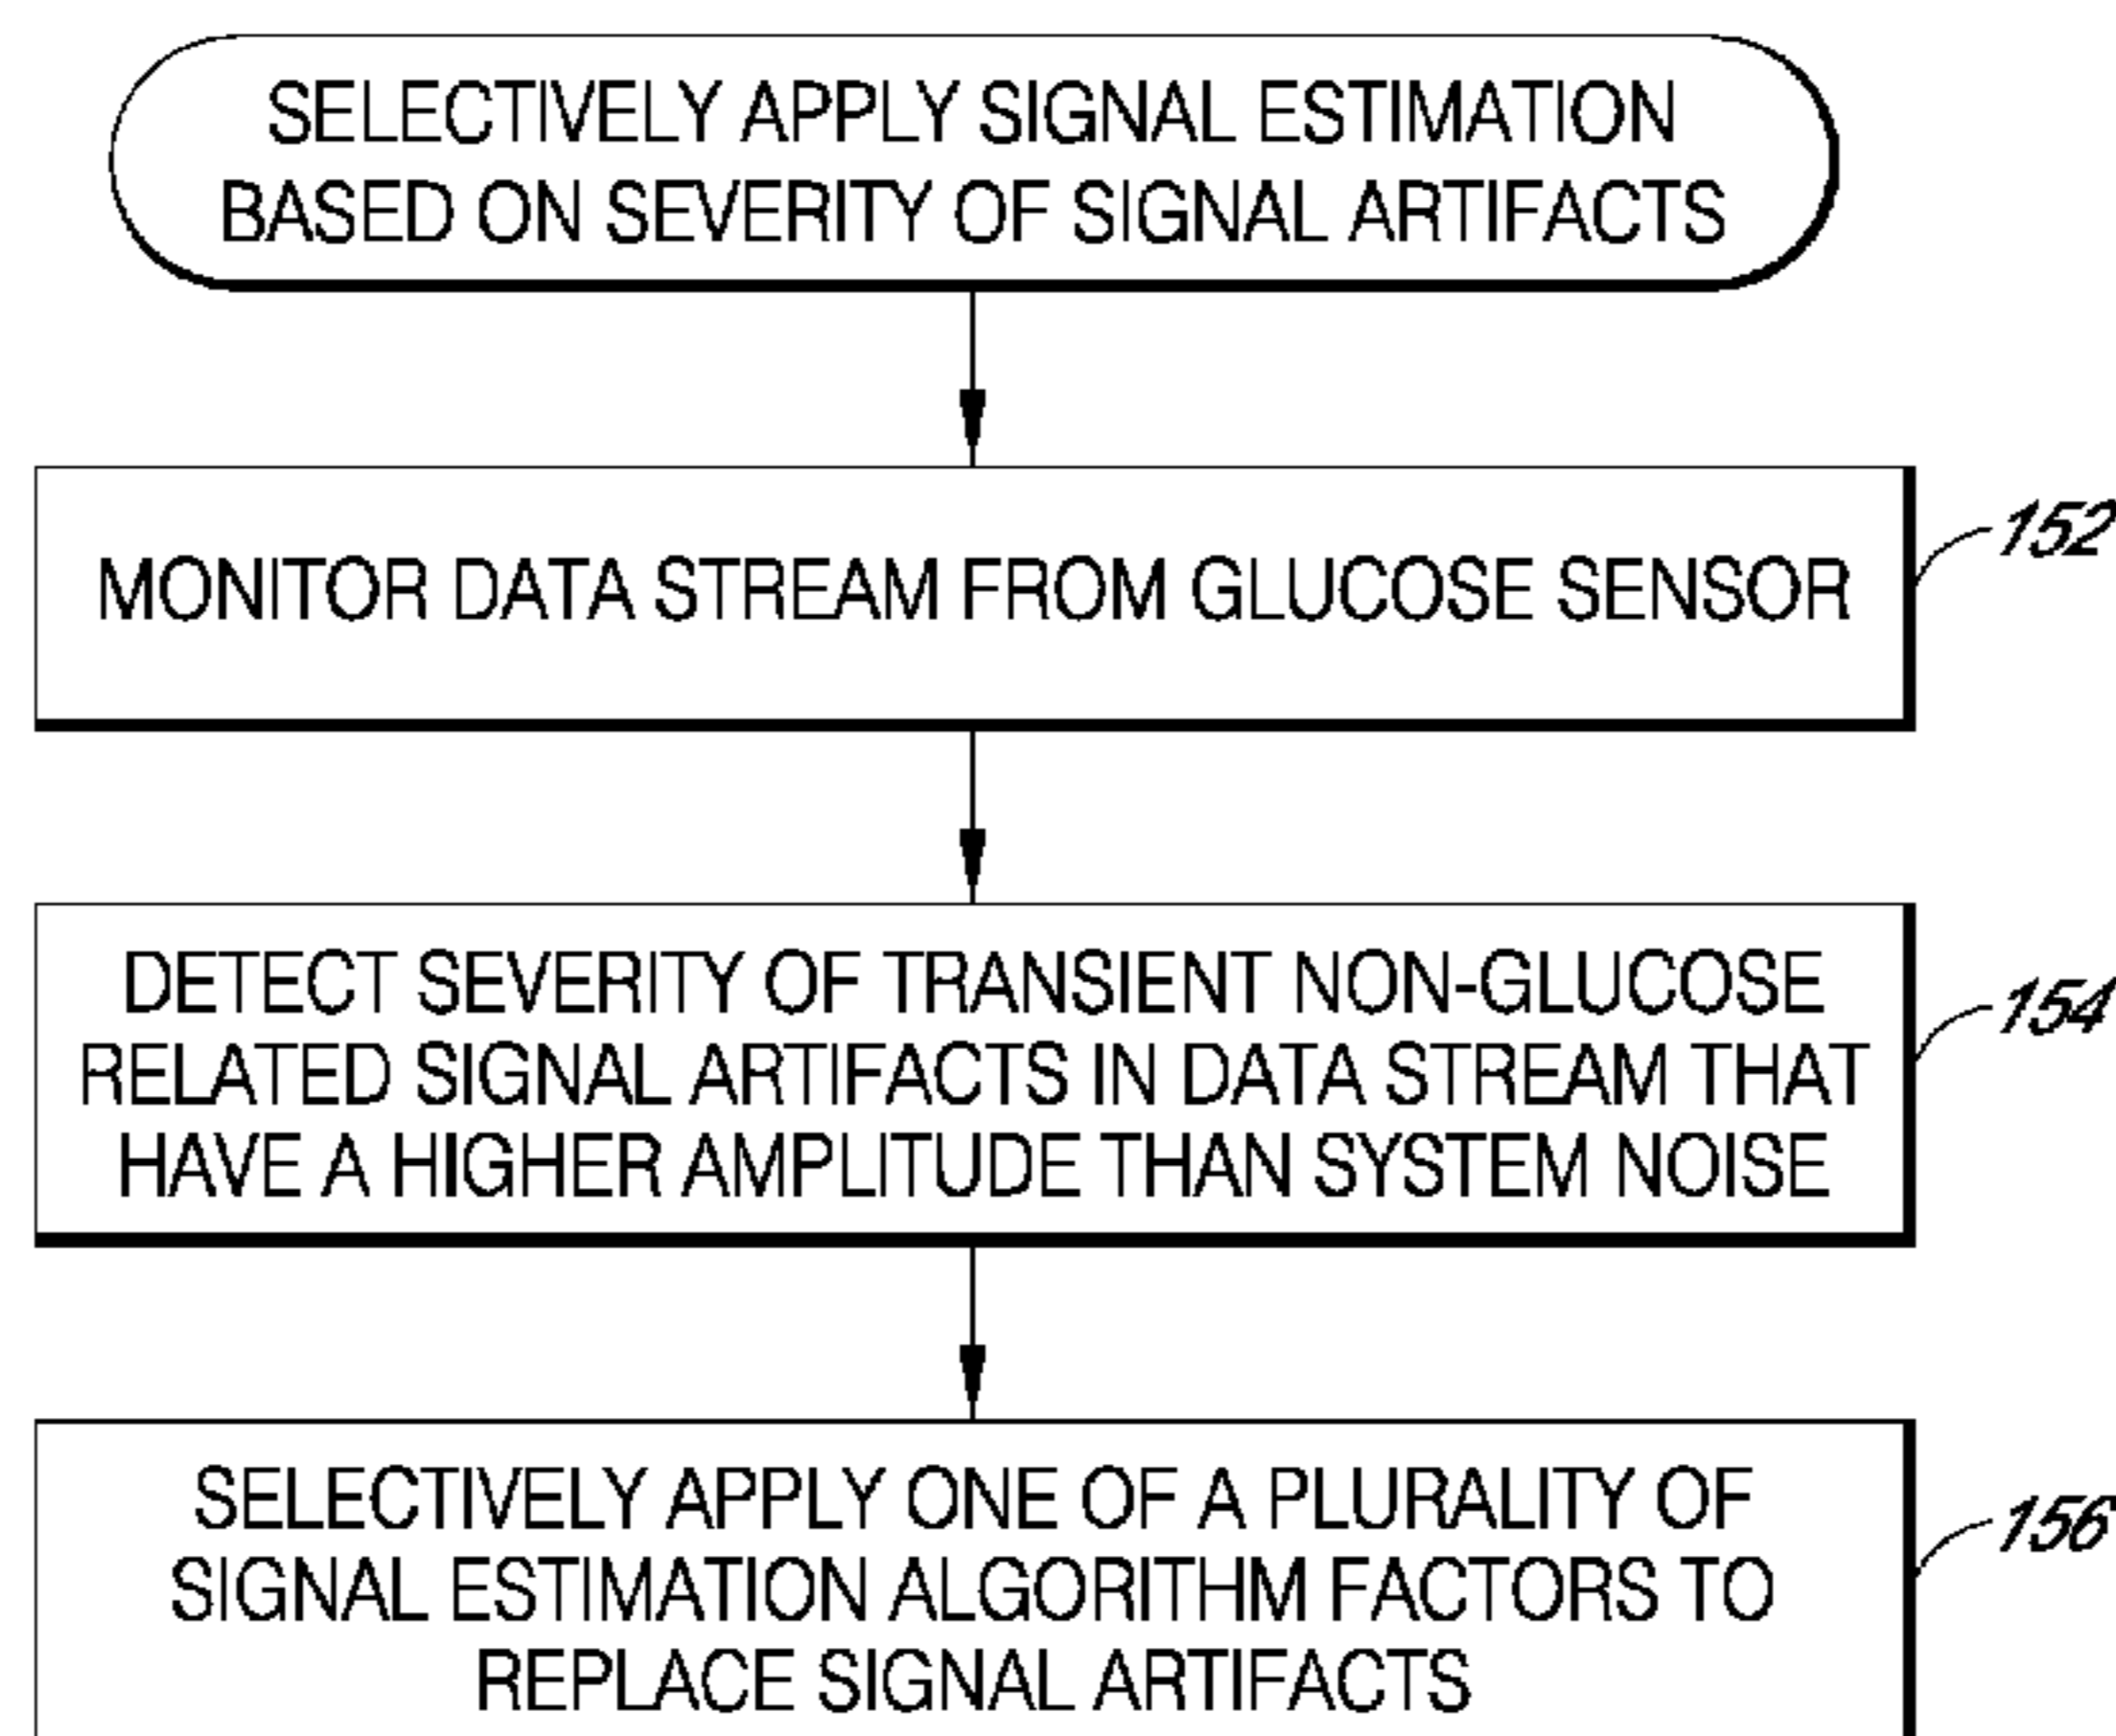 SELECTIVELY APPLY SIGNAL ESTIMATION
BASED ON SEVERITY OF SIGNAL ARTIFACTS
MONITOR DATA STREAM FROM GLUCOSE SENSOR
152
DETECT SEVERITY OF TRANSIENT NON-GLUCOSE
RELATED SIGNAL ARTIFACTS IN DATA STREAM THAT
HAVE A HIGHER AMPLITUDE THAN SYSTEM NOISE
154
SELECTIVELY APPLY ONE OF A PLURALITY OF
SIGNAL ESTIMATION ALGORITHM FACTORS TO
REPLACE SIGNAL ARTIFACTS
156